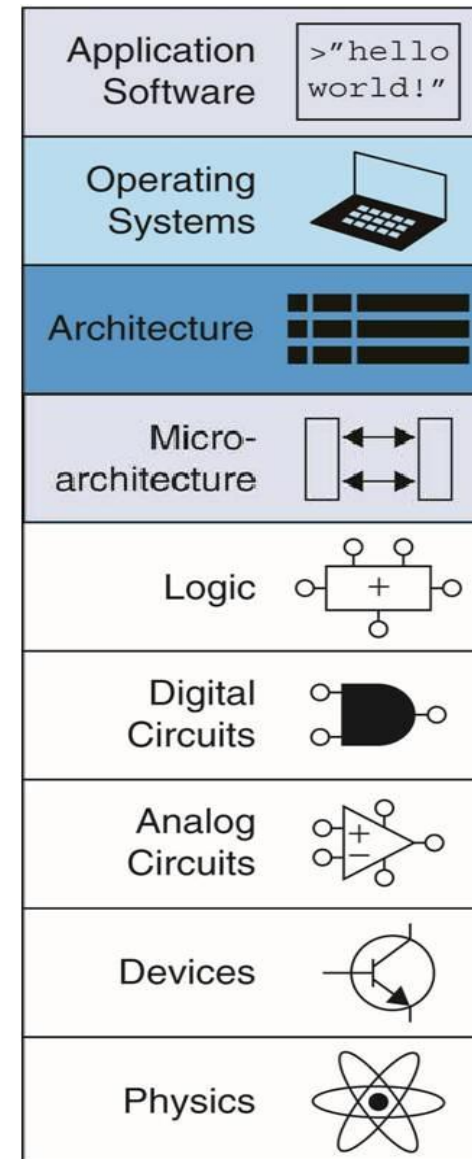 Application
Software
>"hello
world!"
Operating
Systems
Architecture
Micro-
architecture
Logic
+
Digital
Circuits
Analog
Circuits
+
−
Devices
Physics